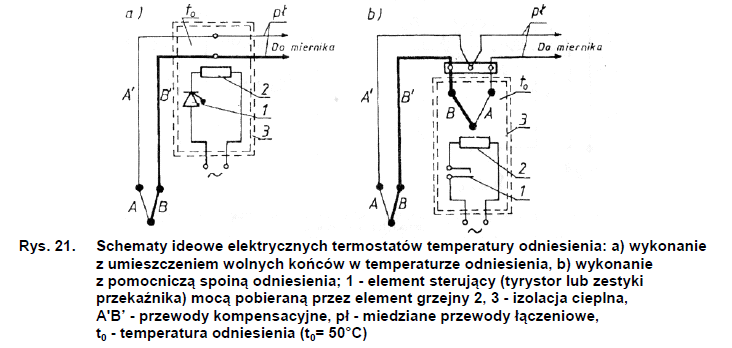 a) t₀ pł
Do miernika
A' B' 2
1
3
~
A B
b) pł
Do miernika
t₀
A' B' B A
3
2
1
A B
~
Rys. 21. Schematy ideowe elektrycznych termostatów temperatury odniesienia: a) wykonanie
z umieszczeniem wolnych końców w temperaturze odniesienia, b) wykonanie
z pomocniczą spoiną odniesienia; 1 - element sterujący (tyrystor lub zestyki
przekaźnika) mocą pobieraną przez element grzejny 2, 3 - izolacja cieplna,
A'B’ - przewody kompensacyjne, pł - miedziane przewody łączeniowe,
t₀ - temperatura odniesienia (t₀= 50°C)